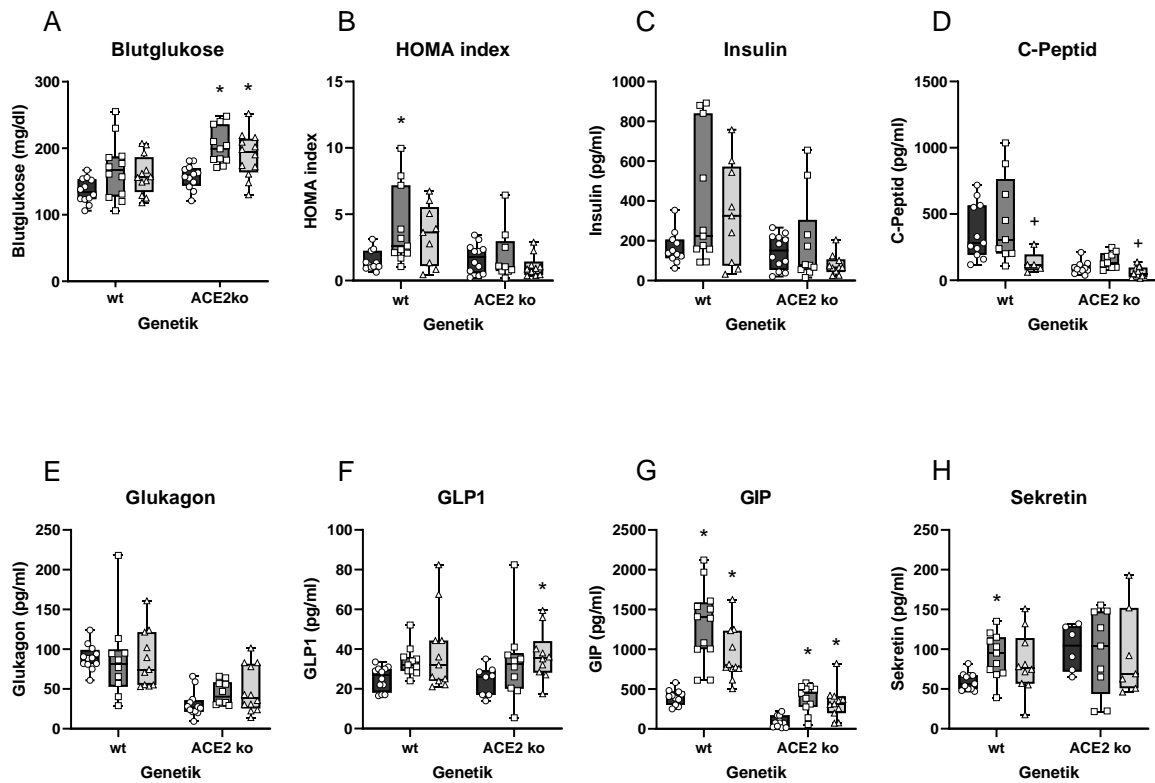 A
Blutglukose
*
*
300
200
100
0
Blutglukose (mg/dl)
wt
ACE2ko
Genetik
B
HOMA index
*
15
10
5
0
HOMA index
wt
ACE2 ko
Genetik
C
Insulin
1000
800
600
400
200
0
Insulin (pg/ml)
wt
ACE2 ko
Genetik
D
C-Peptid
+
+
1500
1000
500
0
C-Peptid (pg/ml)
wt
ACE2 ko
Genetik
E
Glukagon
250
200
150
100
50
0
Glukagon (pg/ml)
wt
ACE2 ko
Genetik
F
GLP1
*
100
80
60
40
20
0
GLP1 (pg/ml)
wt
ACE2 ko
Genetik
G
GIP
*
*
*
*
2500
2000
1500
1000
500
0
GIP (pg/ml)
wt
ACE2 ko
Genetik
H
Sekretin
*
250
200
150
100
50
0
Sekretin (pg/ml)
wt
ACE2 ko
Genetik